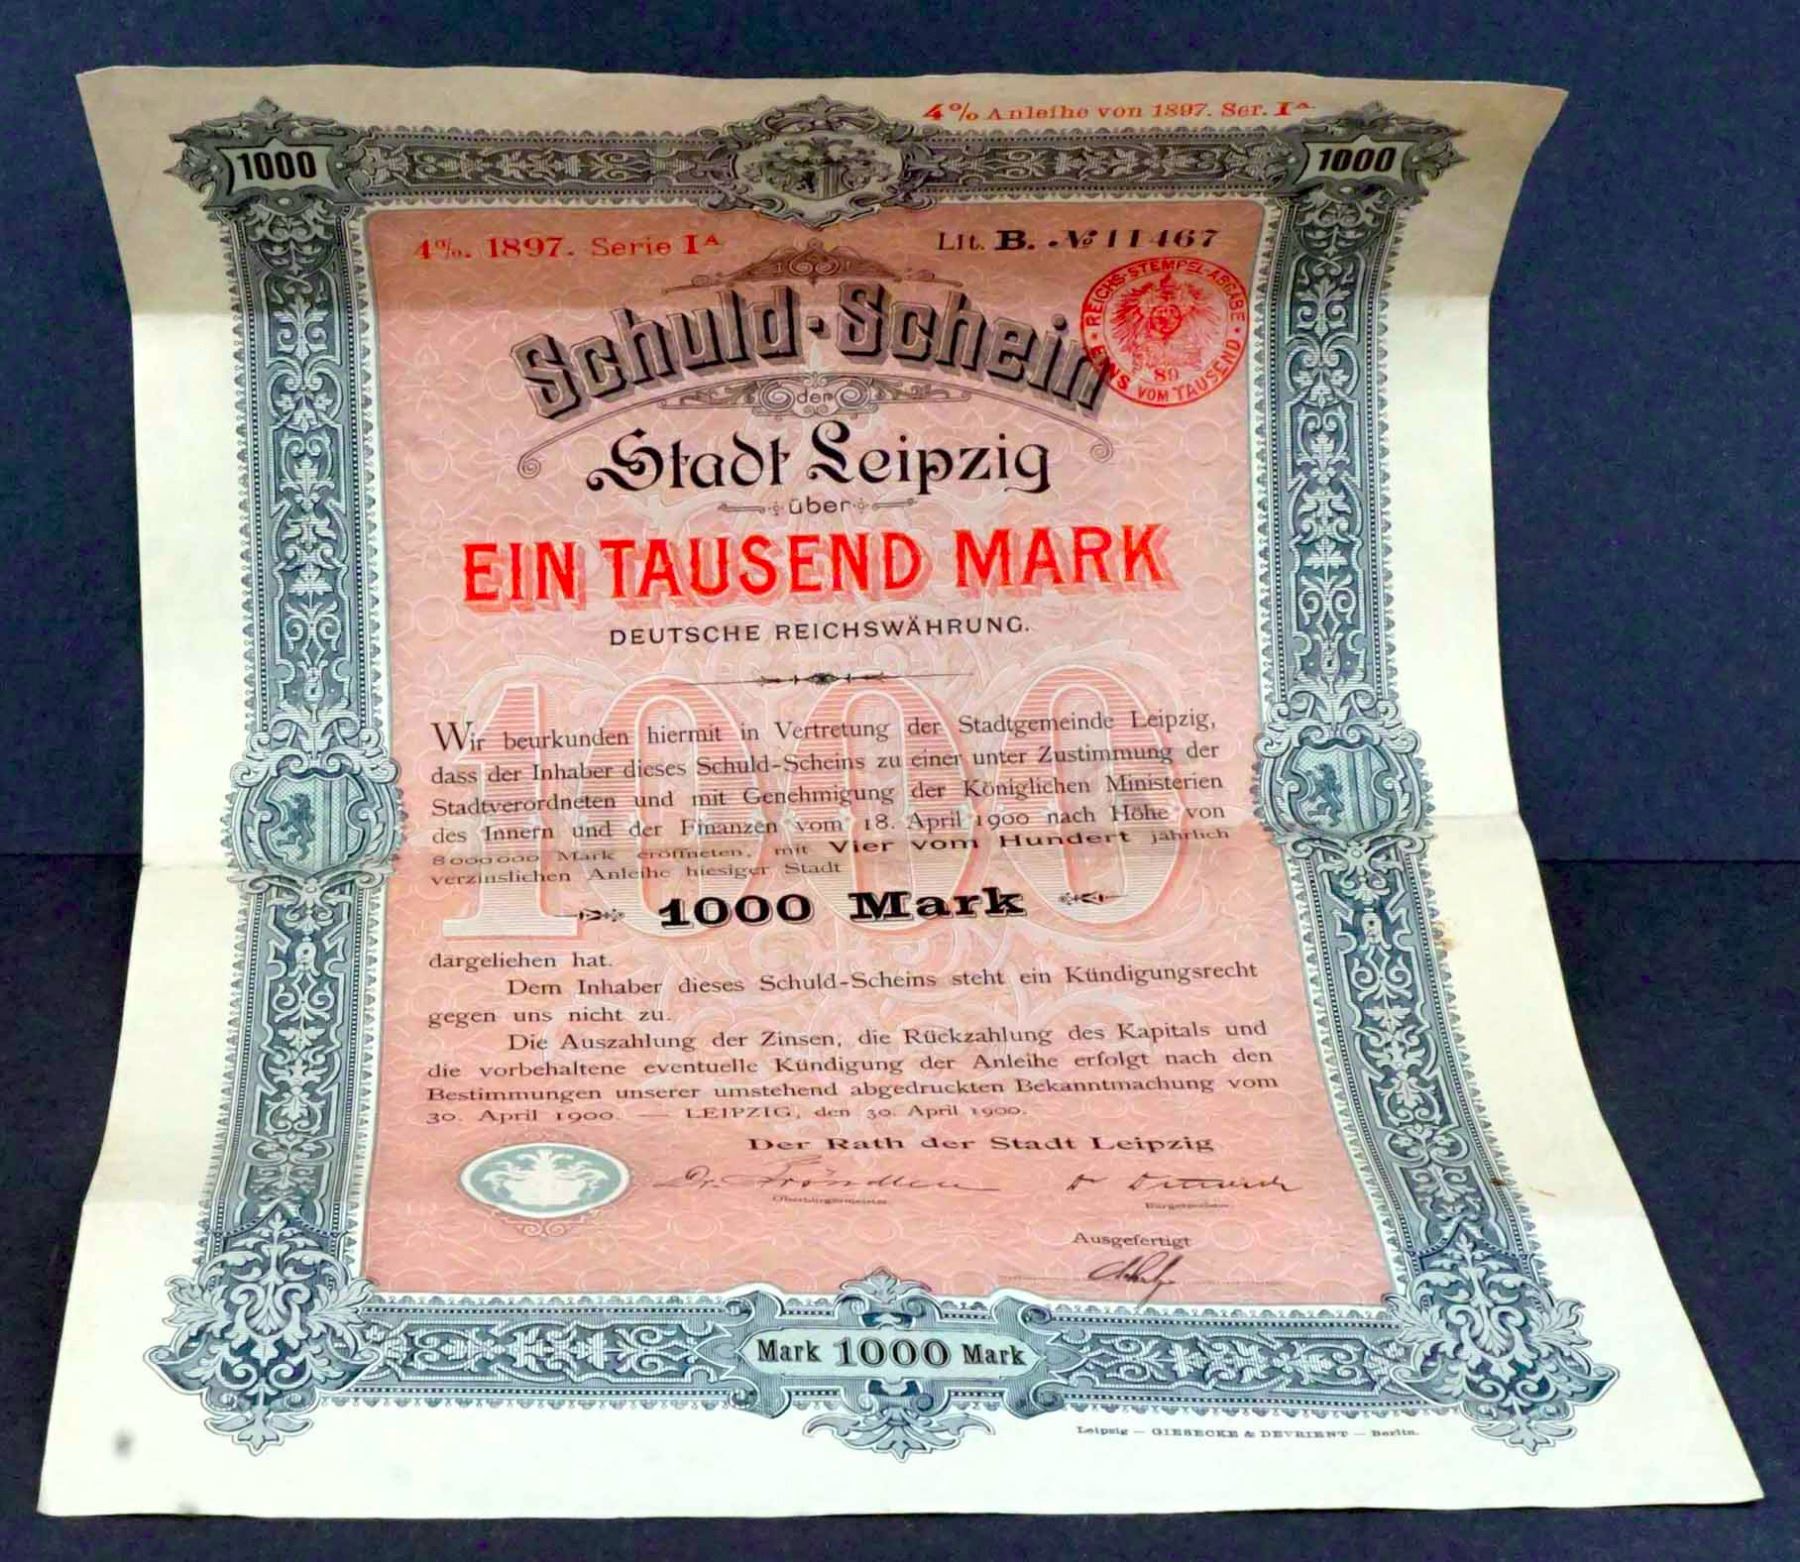 4% Anleihe von 1897. Ser. I A
1000
1000
4%. 1897. Serie I A
Lit. B. № 11467
REICHS-STEMPEL-ABGABE
EINS VOM TAUSEND
80
Schuld-Schein
der
Stadt Leipzig
über
EIN TAUSEND MARK
DEUTSCHE REICHSWÄHRUNG.
1000
Wir beurkunden hiermit in Vertretung der Stadtgemeinde Leipzig,
dass der Inhaber dieses Schuld-Scheins zu einer unter Zustimmung der
Stadtverordneten und mit Genehmigung der Königlichen Ministerien
des Innern und der Finanzen vom 18. April 1900 nach Höhe von
8000000 Mark eröffneten, mit Vier vom Hundert jährlich
verzinslichen Anleihe hiesiger Stadt
1000 Mark
dargeliehen hat.
Dem Inhaber dieses Schuld-Scheins steht ein Kündigungsrecht
gegen uns nicht zu.
Die Auszahlung der Zinsen, die Rückzahlung des Kapitals und
die vorbehaltene eventuelle Kündigung der Anleihe erfolgt nach den
Bestimmungen unserer umstehend abgedruckten Bekanntmachung vom
30. April 1900. — LEIPZIG, den 30. April 1900.
Der Rath der Stadt Leipzig
Dr. Tröndlin
Oberbürgermeister
Dr Dittrich
Bürgermeister
Ausgefertigt
Mark 1000 Mark
Leipzig — GIESECKE & DEVRIENT — Berlin.